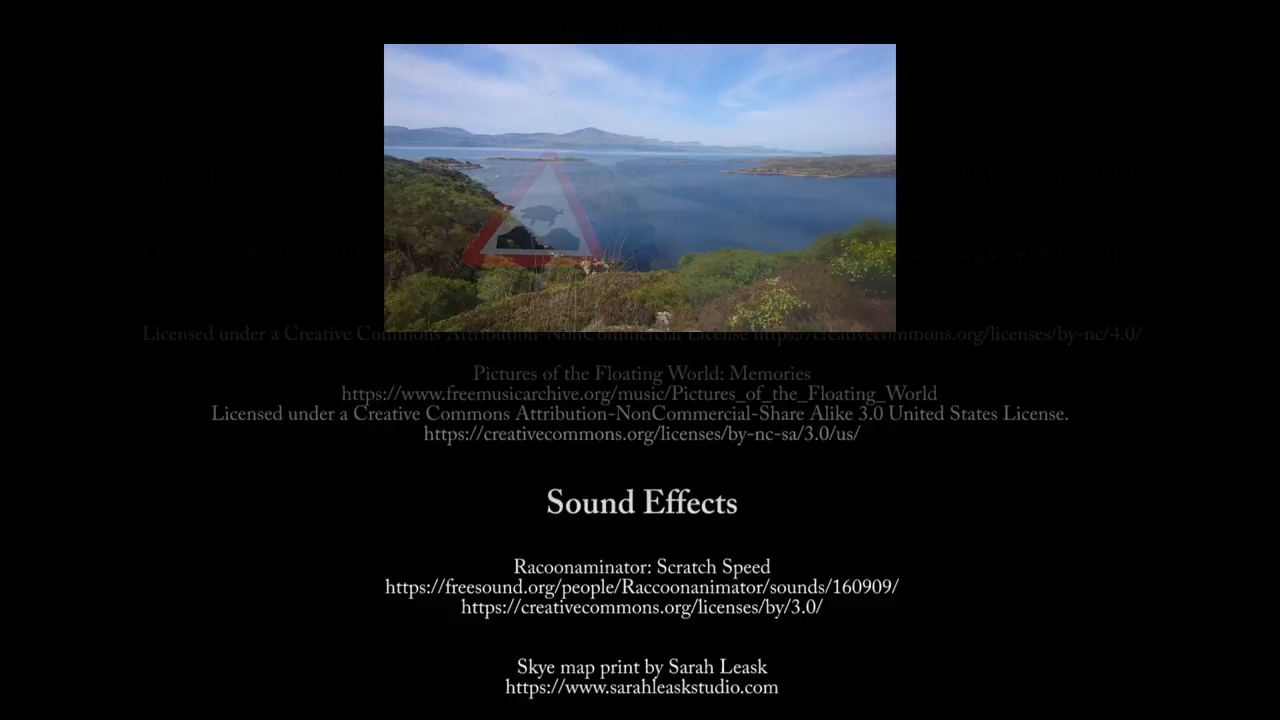 Licensed under a Creative Commons Attribution-NonCommercial License https://creativecommons.org/licenses/by-nc/4.0/
Pictures of the Floating World: Memories
https://www.freemusicarchive.org/music/Pictures_of_the_Floating_World
Licensed under a Creative Commons Attribution-NonCommercial-Share Alike 3.0 United States License.
https://creativecommons.org/licenses/by-nc-sa/3.0/us/
Sound Effects
Racoonaminator: Scratch Speed
https://freesound.org/people/Raccoonanimator/sounds/160909/
https://creativecommons.org/licenses/by/3.0/
Skye map print by Sarah Leask
https://www.sarahleaskstudio.com